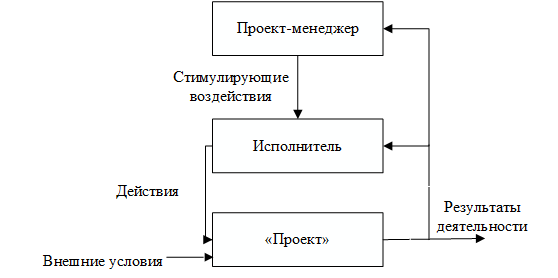 Проект-менеджер
Стимулирующие
воздействия
Исполнитель
Действия
Результаты
деятельности
«Проект»
Внешние условия